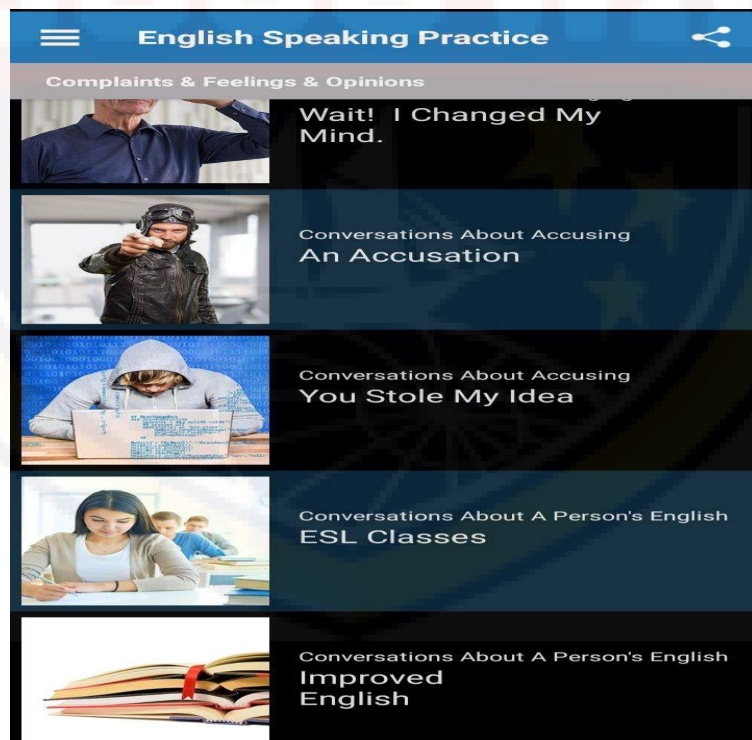 English Speaking Practice
Complaints & Feelings & Opinions
Wait! I Changed My
Mind.
Conversations About Accusing
An Accusation
Conversations About Accusing
You Stole My Idea
Conversations About A Person's English
ESL Classes
Conversations About A Person's English
Improved
English